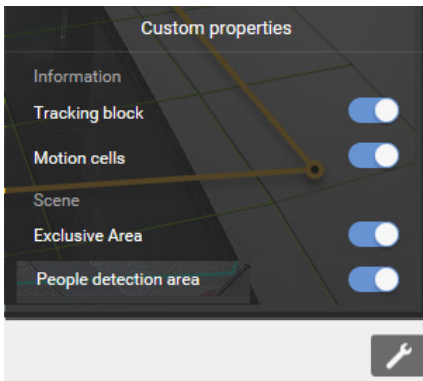 Custom properties
Information
Tracking block
Motion cells
Scene
Exclusive Area
People detection area